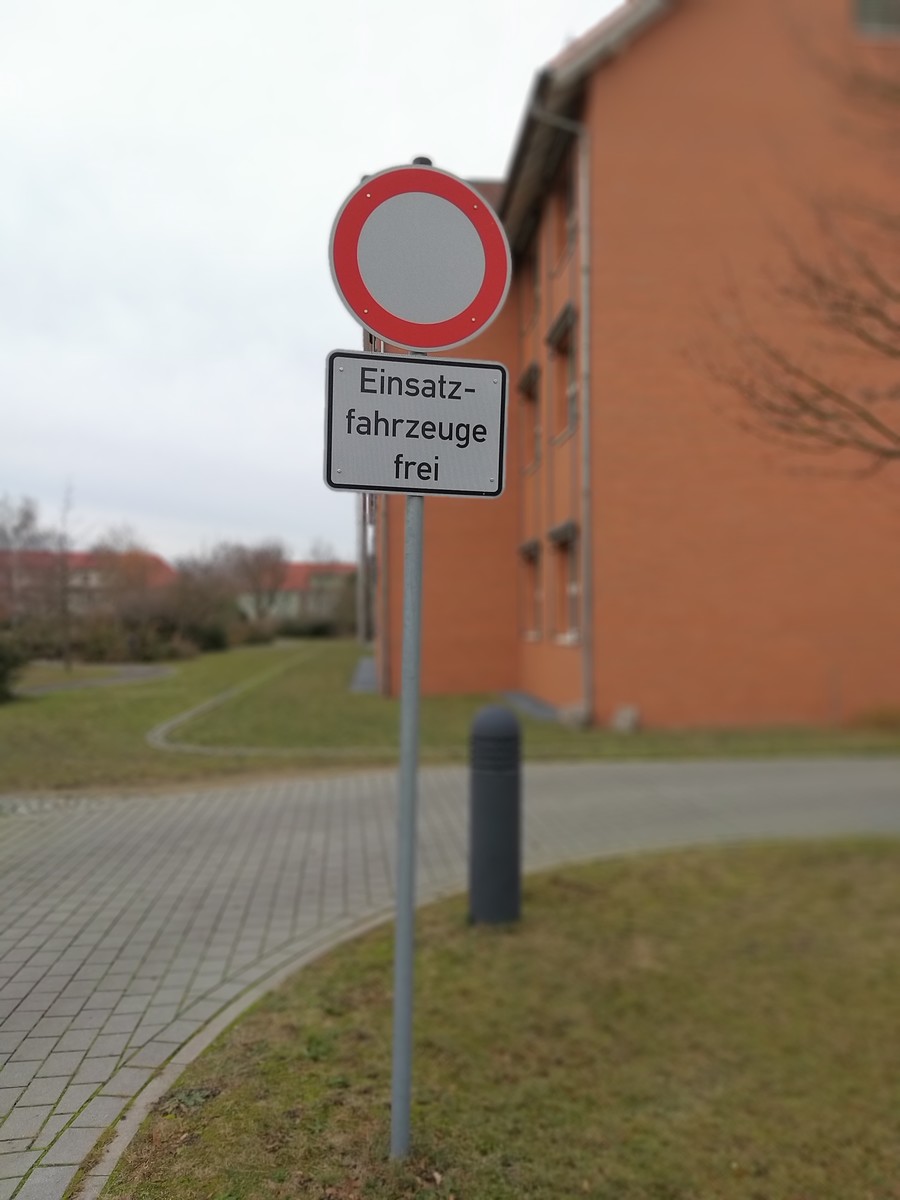 Einsatz-
fahrzeuge
frei